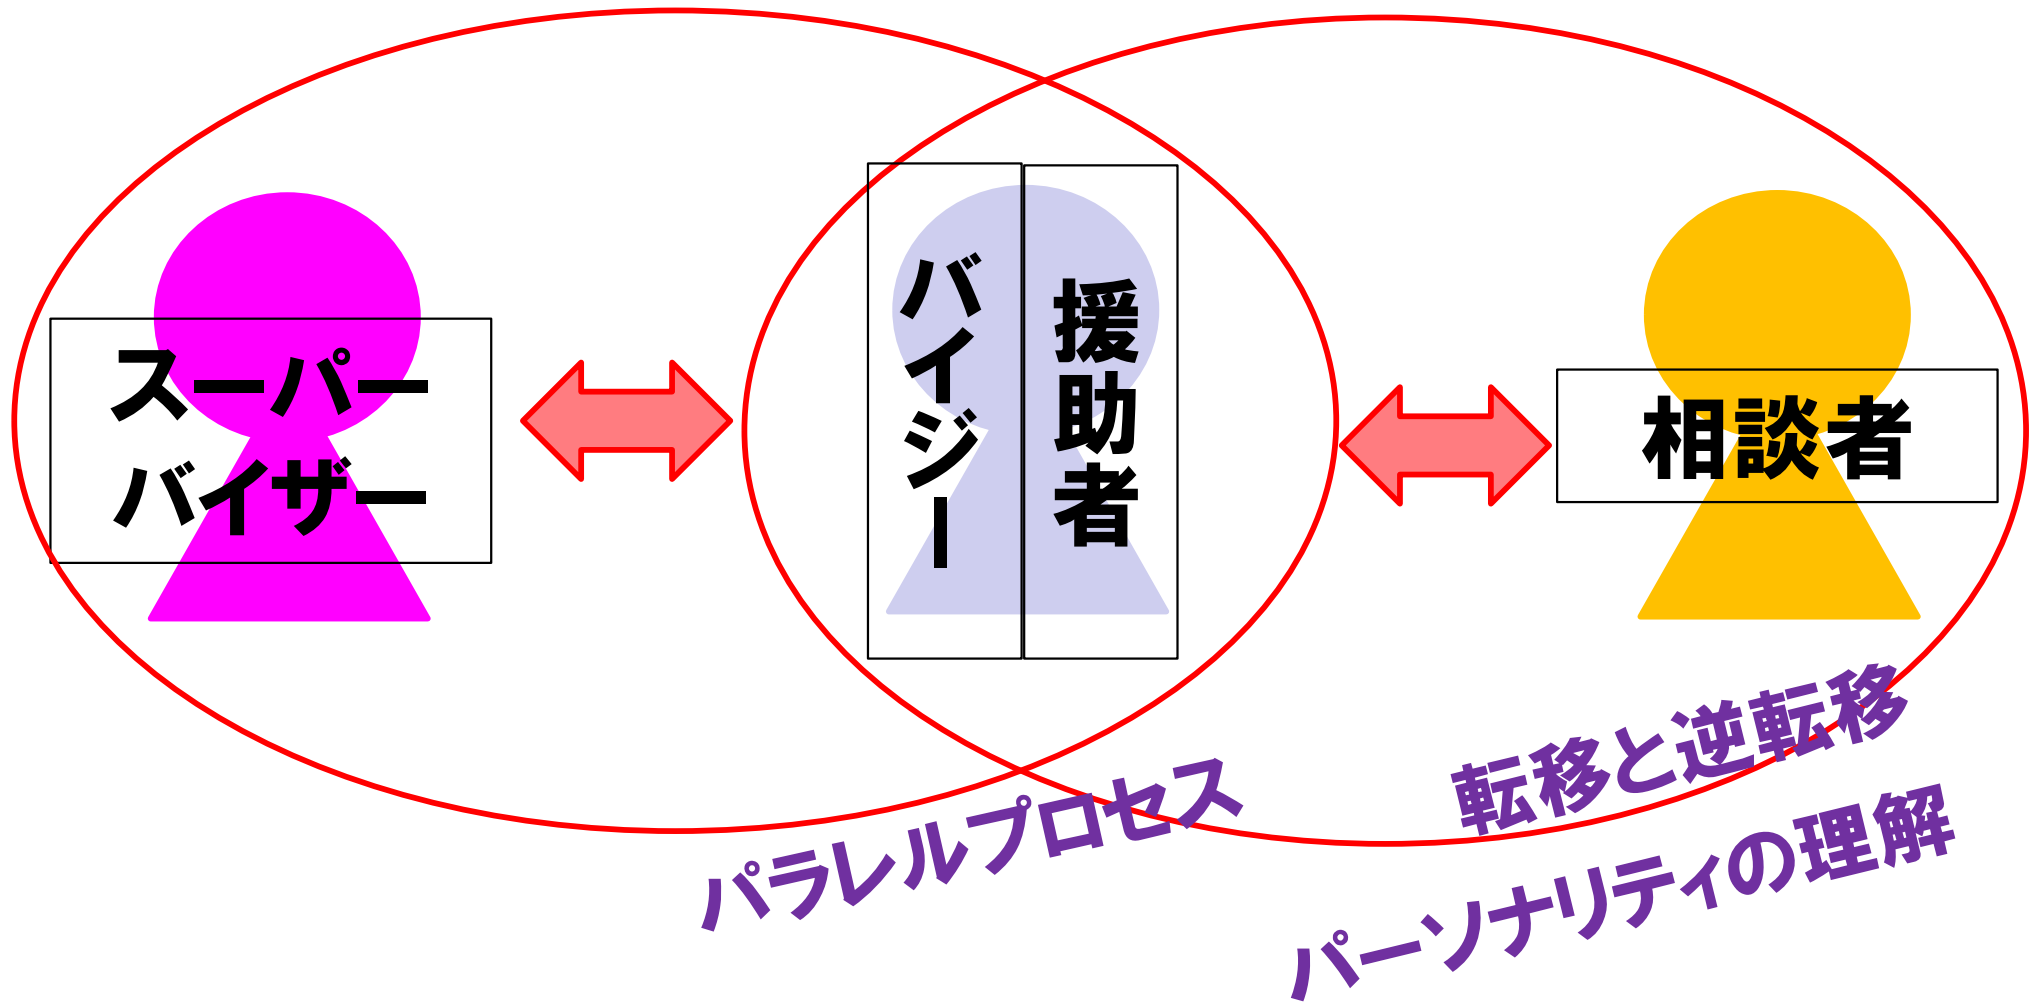 スーパー
バイザー
バイジー
援助者
相談者
パラレルプロセス
転移と逆転移
パーソナリティの理解